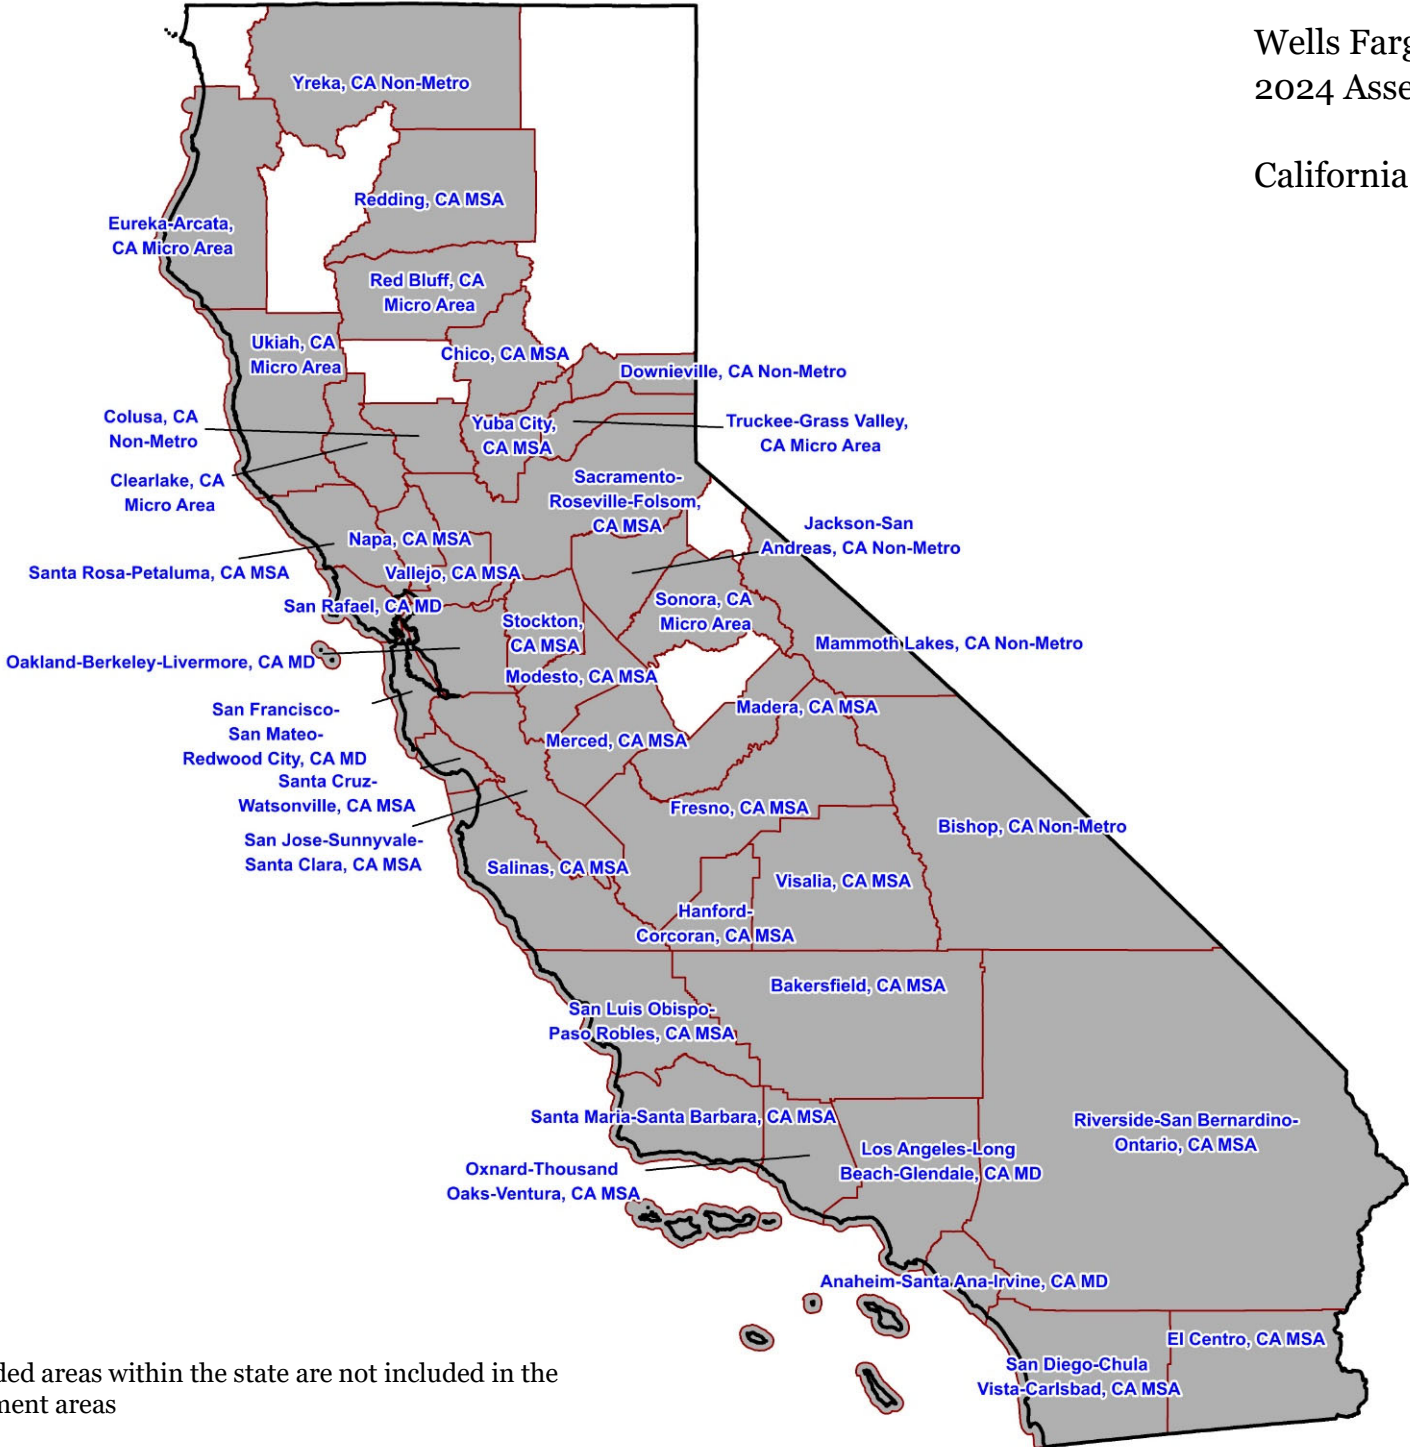 Wells Farg
2024 Asse
California
Yreka, CA Non-Metro
Redding, CA MSA
Eureka-Arcata,
CA Micro Area
Red Bluff, CA
Micro Area
Ukiah, CA
Micro Area
Chico, CA MSA
Downieville, CA Non-Metro
Colusa, CA
Non-Metro
Yuba City,
CA MSA
Truckee-Grass Valley,
CA Micro Area
Clearlake, CA
Micro Area
Sacramento-
Roseville-Folsom,
CA MSA
Jackson-San
Andreas, CA Non-Metro
Napa, CA MSA
Santa Rosa-Petaluma, CA MSA
Vallejo, CA MSA
San Rafael, CA MD
Sonora, CA
Micro Area
Stockton,
CA MSA
Mammoth Lakes, CA Non-Metro
Oakland-Berkeley-Livermore, CA MD
Modesto, CA MSA
Madera, CA MSA
San Francisco-
San Mateo-
Redwood City, CA MD
Merced, CA MSA
Santa Cruz-
Watsonville, CA MSA
Fresno, CA MSA
Bishop, CA Non-Metro
San Jose-Sunnyvale-
Santa Clara, CA MSA
Salinas, CA MSA
Visalia, CA MSA
Hanford-
Corcoran, CA MSA
Bakersfield, CA MSA
San Luis Obispo-
Paso Robles, CA MSA
Santa Maria-Santa Barbara, CA MSA
Riverside-San Bernardino-
Ontario, CA MSA
Los Angeles-Long
Beach-Glendale, CA MD
Oxnard-Thousand
Oaks-Ventura, CA MSA
Anaheim-Santa Ana-Irvine, CA MD
El Centro, CA MSA
San Diego-Chula
Vista-Carlsbad, CA MSA
ded areas within the state are not included in the
ment areas